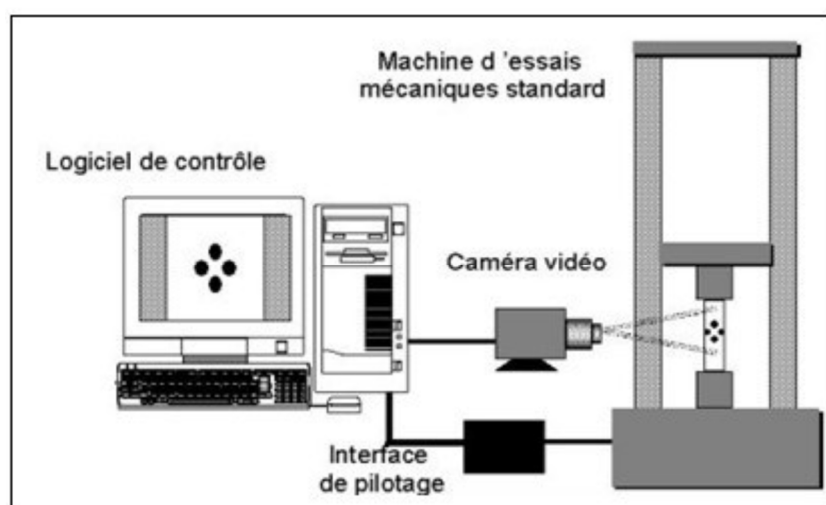 Machine d 'essais
mécaniques standard
Logiciel de contrôle
Caméra vidéo
Interface
de pilotage